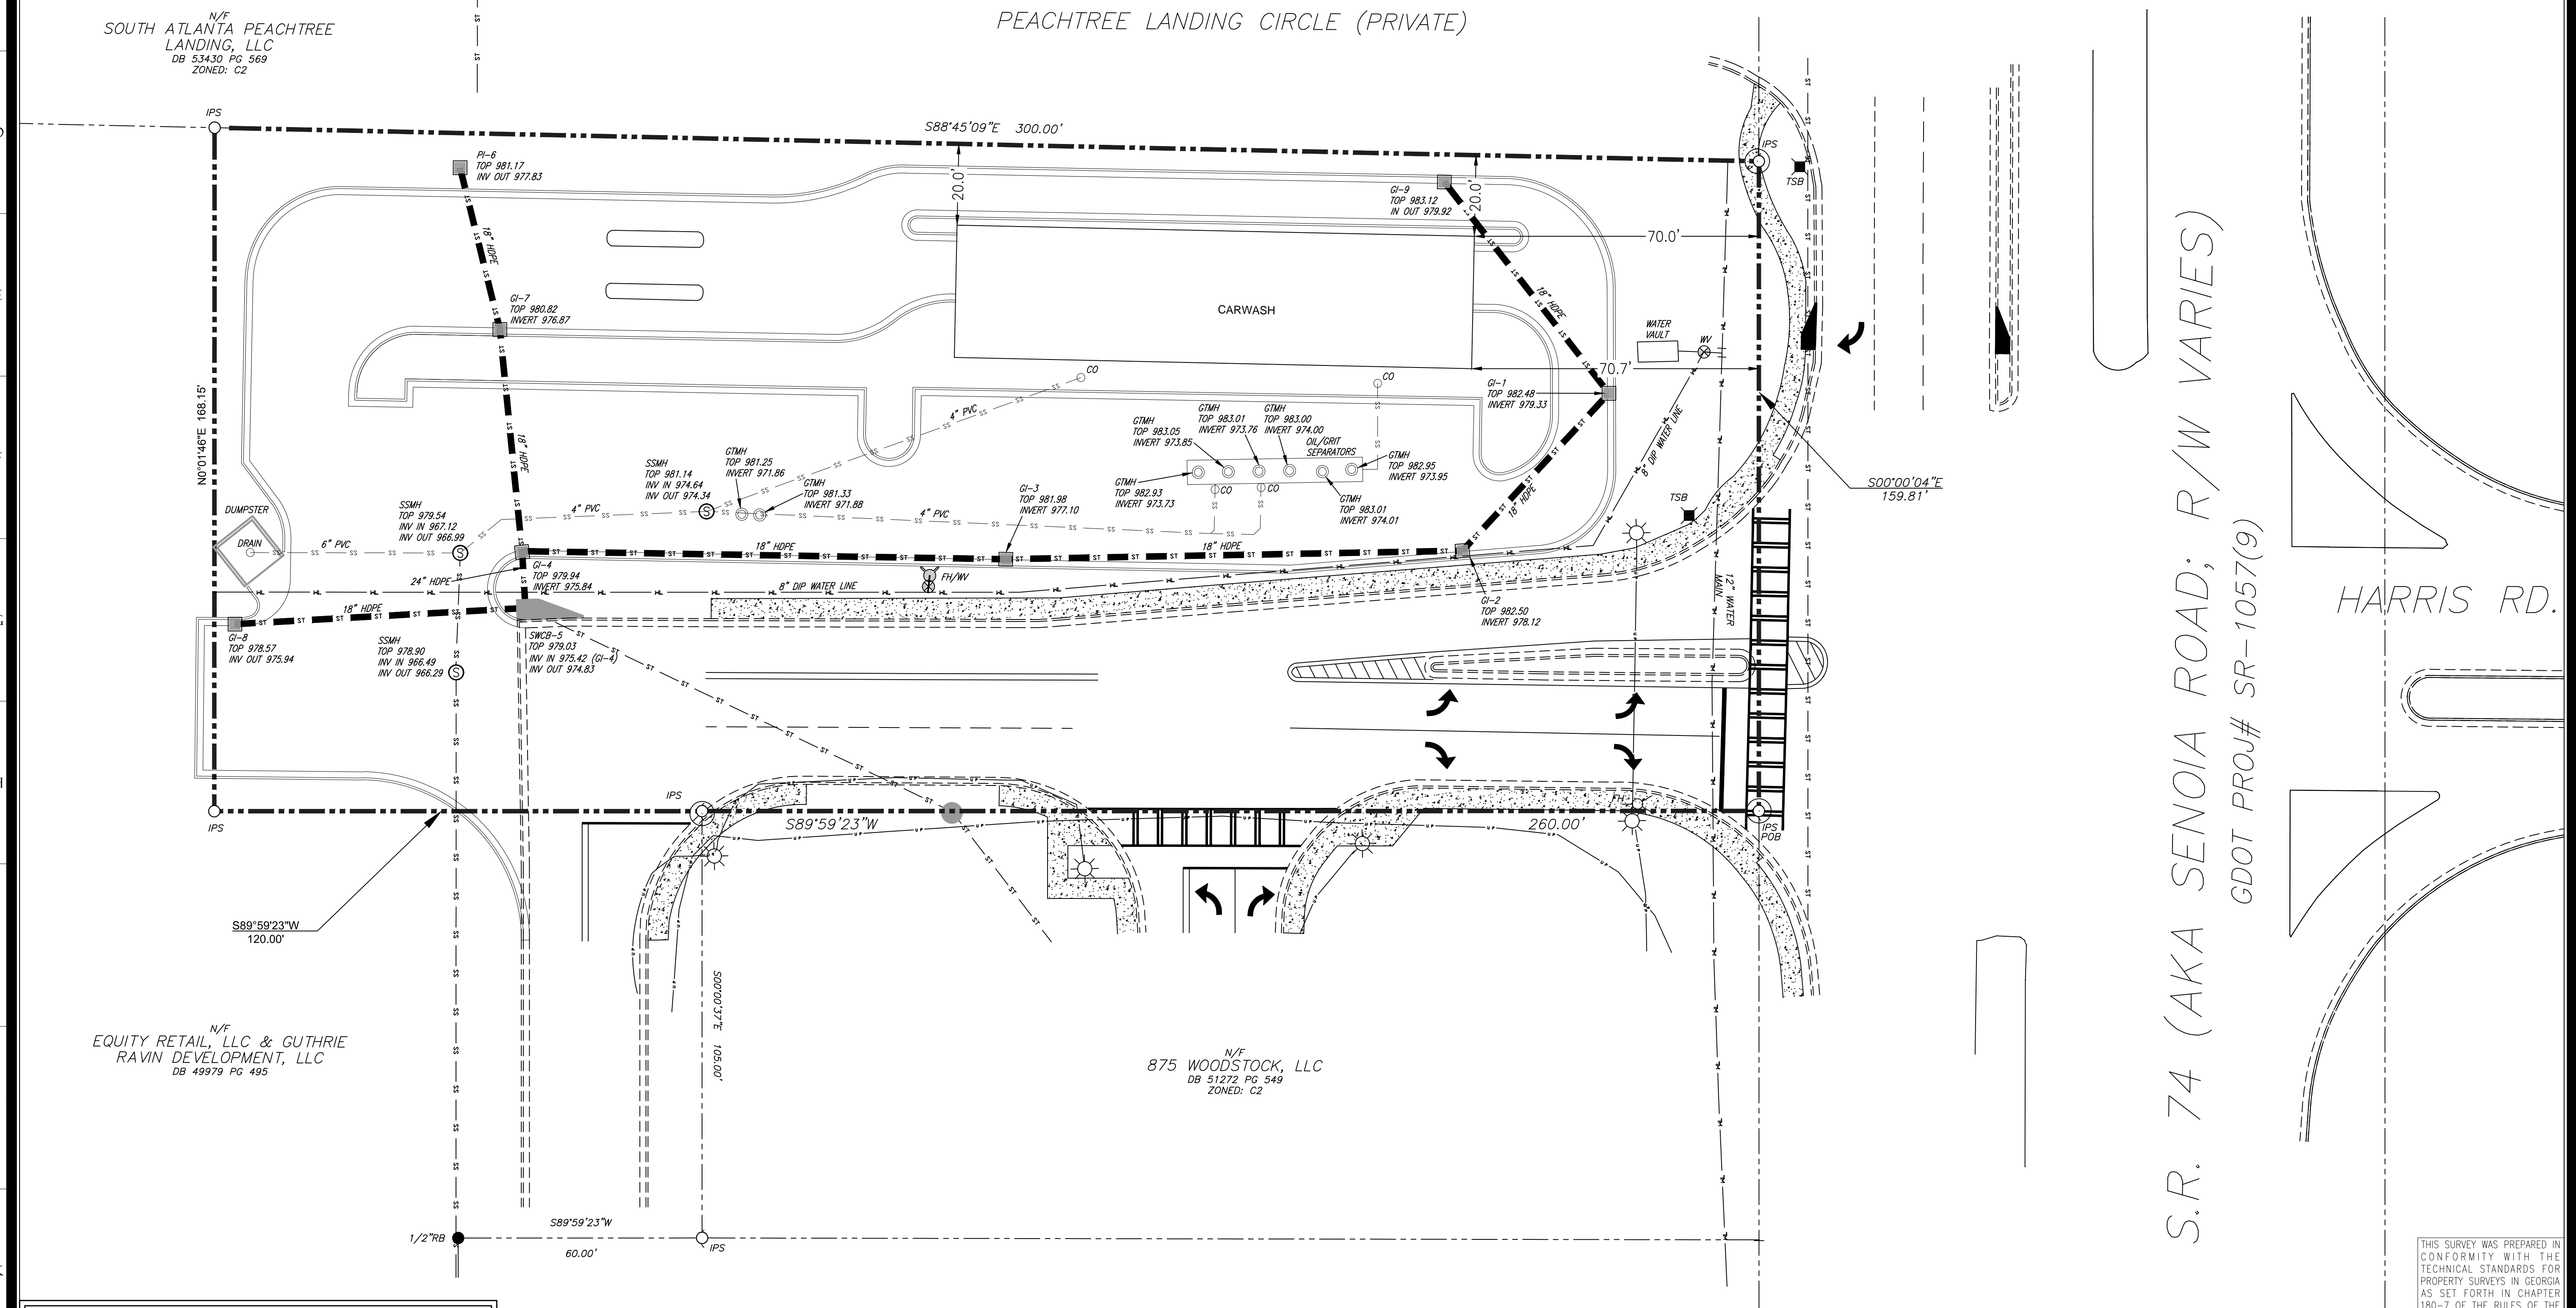 N/F
SOUTH ATLANTA PEACHTREE
LANDING, LLC
DB 53430 PG 569
ZONED: C2
PEACHTREE LANDING CIRCLE (PRIVATE)
IPS
S88°45'09"E 300.00'
IPS
TSB
PI-6
TOP 981.17
INV OUT 977.83
18" HDPE
20.0'
GI-9
TOP 983.12
IN OUT 979.92
20.0'
70.0'
GI-7
TOP 980.82
INVERT 976.87
CARWASH
18" HDPE
WATER
VAULT
WV
70.7'
N0°01'46"E 168.15'
18" HDPE
CO
CO
4" PVC
GI-1
TOP 982.48
INVERT 979.33
8" DIP WATER LINE
GTMH
TOP 983.05
INVERT 973.85
GTMH
TOP 983.01
INVERT 973.76
GTMH
TOP 983.00
INVERT 974.00
OIL/GRIT
SEPARATORS
GTMH
TOP 982.95
INVERT 973.95
SSMH
TOP 981.14
INV IN 974.64
INV OUT 974.34
GTMH
TOP 981.25
INVERT 971.86
GTMH
TOP 981.33
INVERT 971.88
GI-3
TOP 981.98
INVERT 977.10
GTMH
TOP 982.93
INVERT 973.73
CO
CO
GTMH
TOP 983.01
INVERT 974.01
18" HDPE
TSB
S00°00'04"E
159.81'
DUMPSTER
DRAIN
6" PVC
SSMH
TOP 979.54
INV IN 967.12
INV OUT 966.99
S
4" PVC
S
4" PVC
18" HDPE
18" HDPE
24" HDPE
GI-4
TOP 979.94
INVERT 975.84
FH/WV
8" DIP WATER LINE
12" WATER
MAIN
18" HDPE
GI-8
TOP 978.57
INV OUT 975.94
SSMH
TOP 978.90
INV IN 966.49
INV OUT 966.29
S
SWCB-5
TOP 979.03
INV IN 975.42 (GI-4)
INV OUT 974.83
GI-2
TOP 982.50
INVERT 978.12
HARRIS RD.
S.R. 74 (AKA SENOIA ROAD; R/W VARIES)
GDOT PROJ# SR-1057(9)
IPS
IPS
S89°59'23"W
260.00'
FH
IPS
POB
S89°59'23"W
120.00'
S00°00'37"E 105.00'
N/F
EQUITY RETAIL, LLC & GUTHRIE
RAVIN DEVELOPMENT, LLC
DB 49979 PG 495
N/F
875 WOODSTOCK, LLC
DB 51272 PG 549
ZONED: C2
1/2"RB
S89°59'23"W
60.00'
IPS
THIS SURVEY WAS PREPARED IN
CONFORMITY WITH THE
TECHNICAL STANDARDS FOR
PROPERTY SURVEYS IN GEORGIA
AS SET FORTH IN CHAPTER
180-7 OF THE RULES OF THE